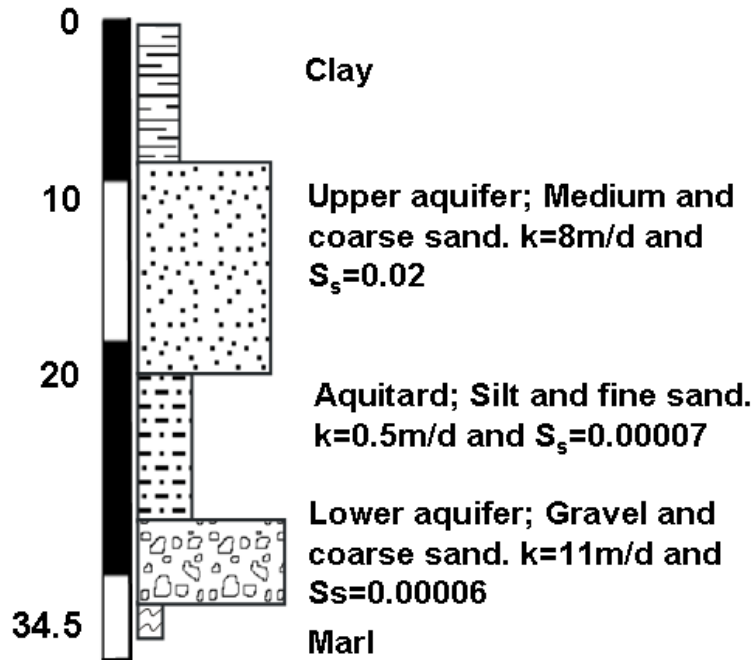 0
Clay
10
Upper aquifer; Medium and
coarse sand. k=8m/d and
Sₛ=0.02
20
Aquitard; Silt and fine sand.
k=0.5m/d and Sₛ=0.00007
Lower aquifer; Gravel and
coarse sand. k=11m/d and
Ss=0.00006
34.5
Marl